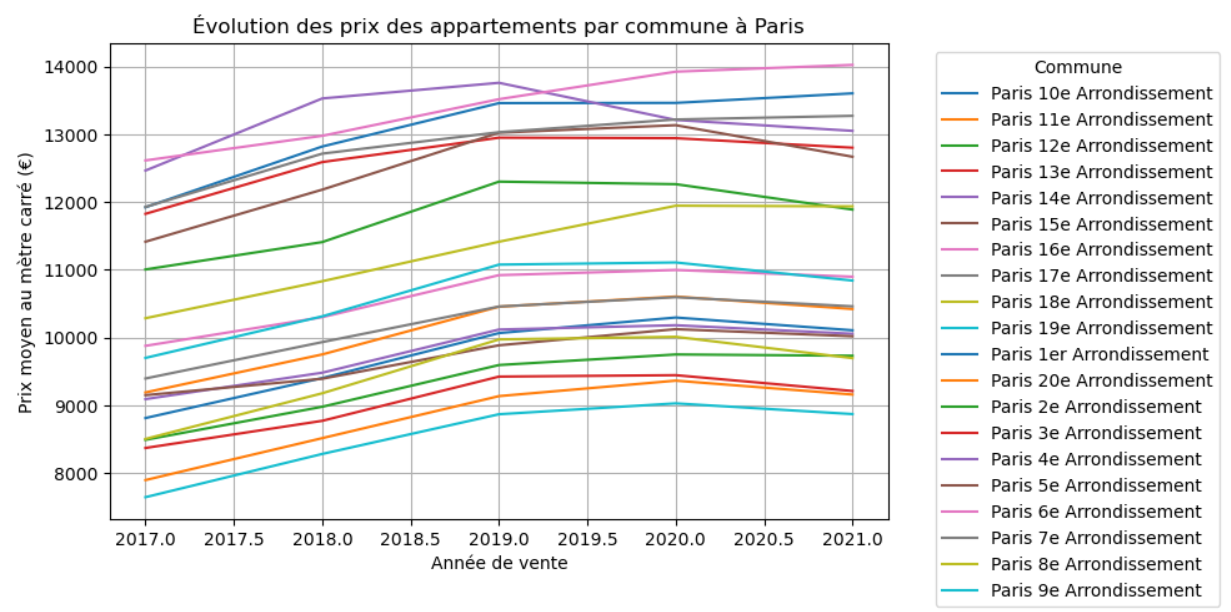 Évolution des prix des appartements par commune à Paris
Prix moyen au mètre carré (€)
14000
13000
12000
11000
10000
9000
8000
2017.0 2017.5 2018.0 2018.5 2019.0 2019.5 2020.0 2020.5 2021.0
Année de vente
Commune
Paris 10e Arrondissement
Paris 11e Arrondissement
Paris 12e Arrondissement
Paris 13e Arrondissement
Paris 14e Arrondissement
Paris 15e Arrondissement
Paris 16e Arrondissement
Paris 17e Arrondissement
Paris 18e Arrondissement
Paris 19e Arrondissement
Paris 1er Arrondissement
Paris 20e Arrondissement
Paris 2e Arrondissement
Paris 3e Arrondissement
Paris 4e Arrondissement
Paris 5e Arrondissement
Paris 6e Arrondissement
Paris 7e Arrondissement
Paris 8e Arrondissement
Paris 9e Arrondissement